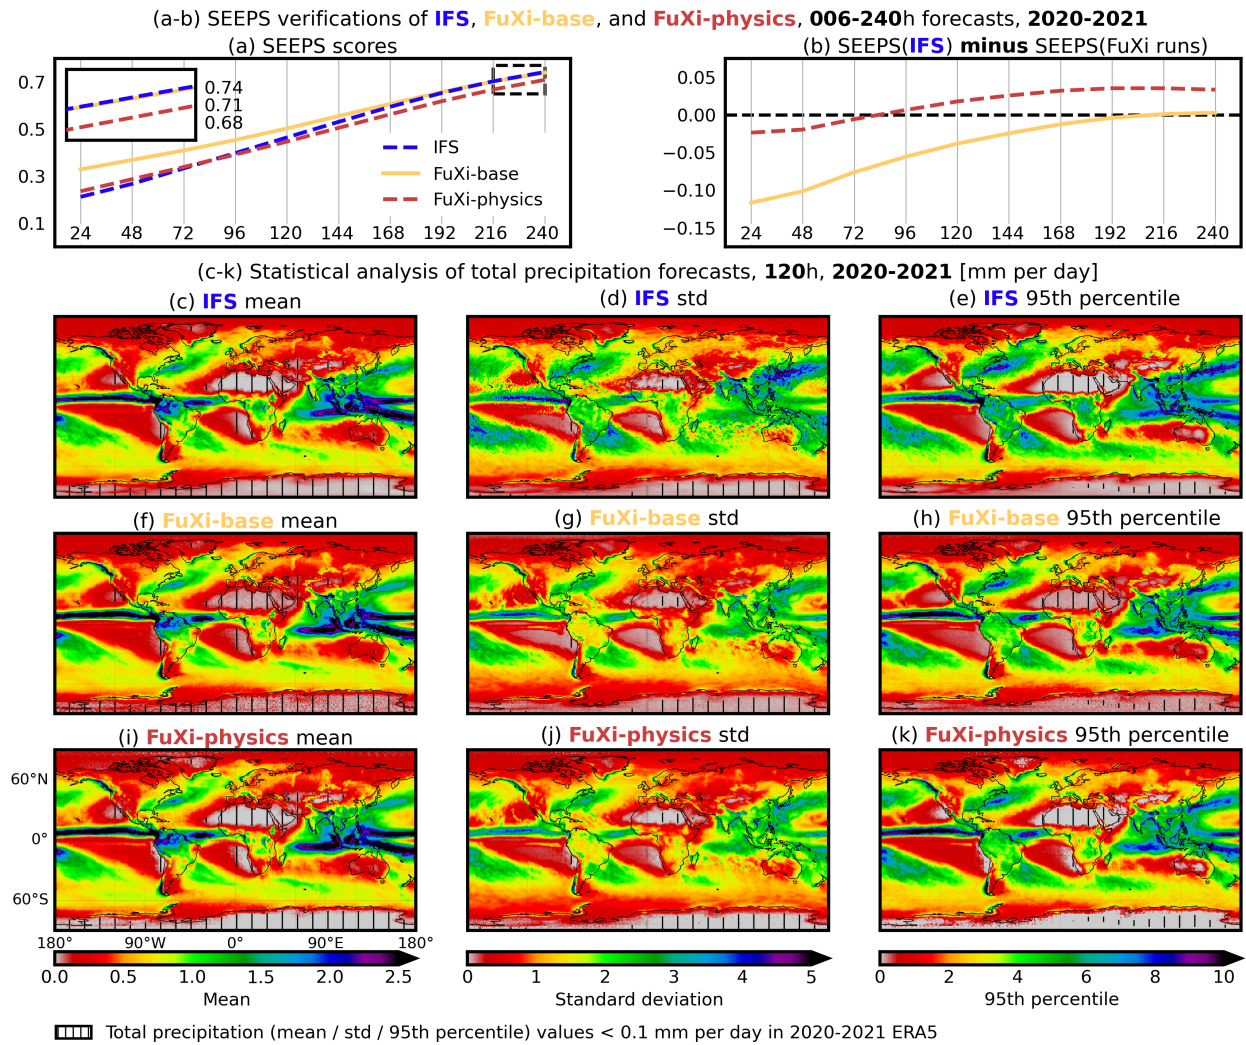 (a-b) SEEPS verifications of IFS, FuXi-base, and FuXi-physics, 006-240h forecasts, 2020-2021
(a) SEEPS scores
(b) SEEPS(IFS) minus SEEPS(FuXi runs)
0.7
0.5
0.3
0.1
0.74
0.71
0.68
IFS
FuXi-base
FuXi-physics
24 48 72 96 120 144 168 192 216 240
0.05
0.00
−0.05
−0.10
−0.15
24 48 72 96 120 144 168 192 216 240
(c-k) Statistical analysis of total precipitation forecasts, 120h, 2020-2021 [mm per day]
(c) IFS mean
(d) IFS std
(e) IFS 95th percentile
(f) FuXi-base mean
(g) FuXi-base std
(h) FuXi-base 95th percentile
(i) FuXi-physics mean
(j) FuXi-physics std
(k) FuXi-physics 95th percentile
60°N
0°
60°S
180° 90°W 0° 90°E 180°
0.0 0.5 1.0 1.5 2.0 2.5
Mean
0 1 2 3 4 5
Standard deviation
0 2 4 6 8 10
95th percentile
Total precipitation (mean / std / 95th percentile) values < 0.1 mm per day in 2020-2021 ERA5